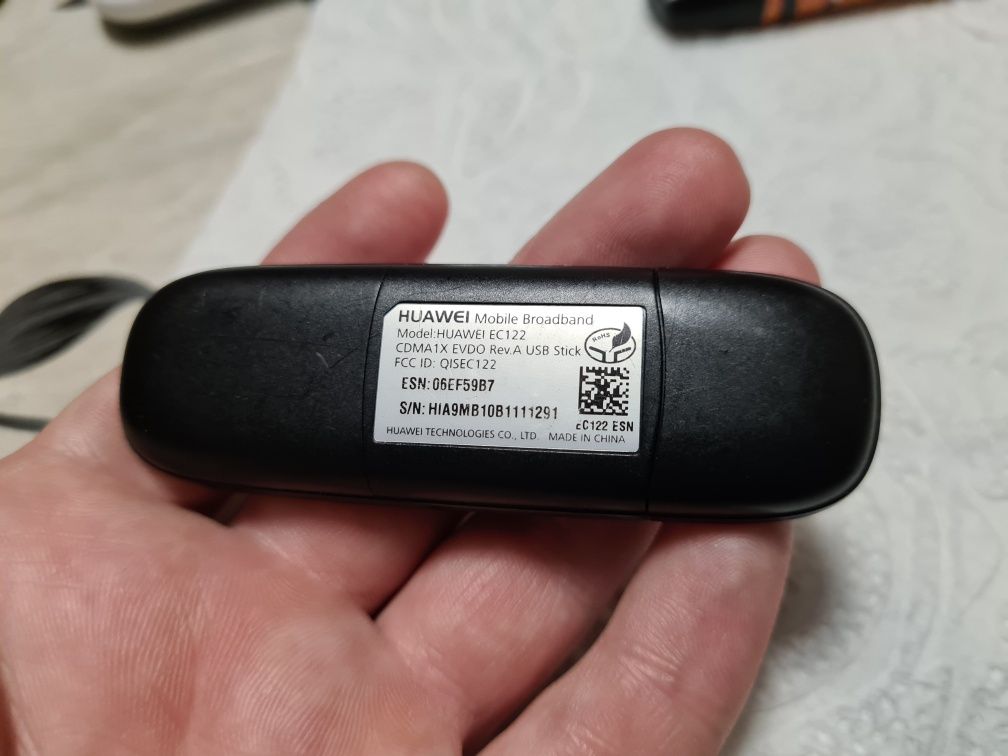 HUAWEI Mobile Broadband
Model:HUAWEI EC122
CDMA1X EVDO Rev.A USB Stick
RoHS
FCC ID: QISEC122
ESN:06EF59B7
S/N: HIA9MB10B1111291
cC122 ESN
HUAWEI TECHNOLOGIES CO., LTD. MADE IN CHINA